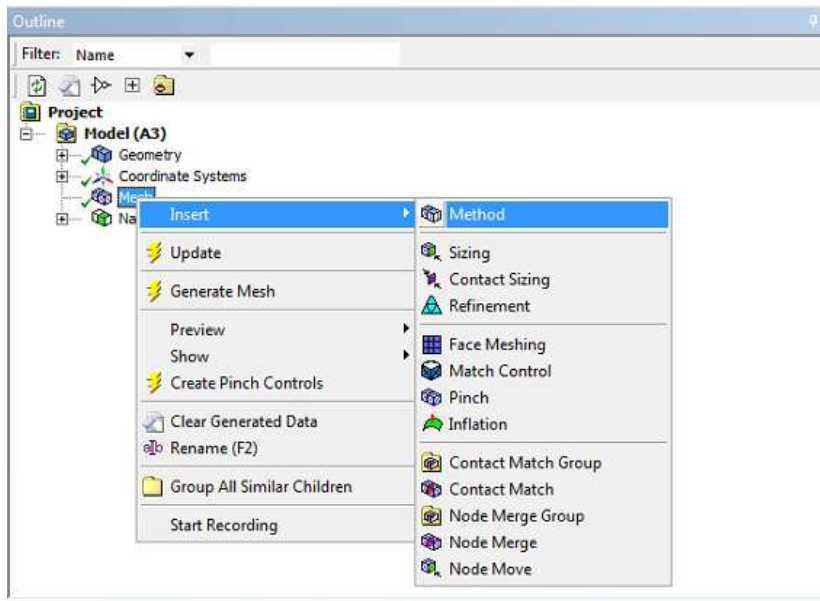 Outline
Filter: Name
Project
Model (A3)
Geometry
Coordinate Systems
Mesh
Na
Insert
Update
Generate Mesh
Preview
Show
Create Pinch Controls
Clear Generated Data
Rename (F2)
Group All Similar Children
Start Recording
Method
Sizing
Contact Sizing
Refinement
Face Meshing
Match Control
Pinch
Inflation
Contact Match Group
Contact Match
Node Merge Group
Node Merge
Node Move